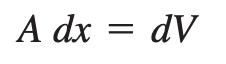 A dx = dV